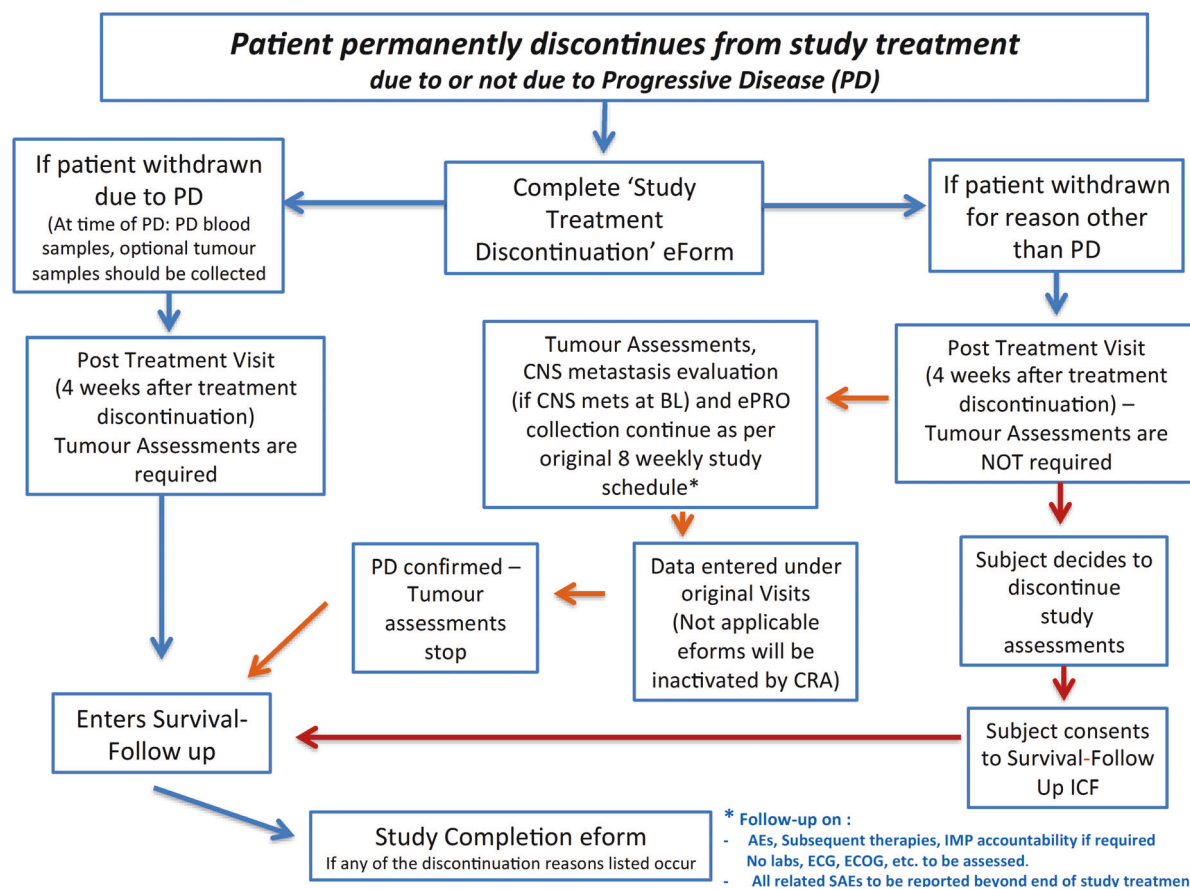 Patient permanently discontinues from study treatment
due to or not due to Progressive Disease (PD)
If patient withdrawn
due to PD
(At time of PD: PD blood
samples, optional tumour
samples should be collected
Complete ‘Study
Treatment
Discontinuation’ eForm
If patient withdrawn
for reason other
than PD
Post Treatment Visit
(4 weeks after treatment
discontinuation)
Tumour Assessments are
required
Tumour Assessments,
CNS metastasis evaluation
(if CNS mets at BL) and ePRO
collection continue as per
original 8 weekly study
schedule*
Post Treatment Visit
(4 weeks after treatment
discontinuation) –
Tumour Assessments are
NOT required
PD confirmed –
Tumour
assessments
stop
Data entered under
original Visits
(Not applicable
eforms will be
inactivated by CRA)
Subject decides to
discontinue
study
assessments
Enters Survival-
Follow up
Subject consents
to Survival-Follow
Up ICF
Study Completion eform
If any of the discontinuation reasons listed occur
* Follow-up on :
- AEs, Subsequent therapies, IMP accountability if required
No labs, ECG, ECOG, etc. to be assessed.
- All related SAEs to be reported beyond end of study treatmen